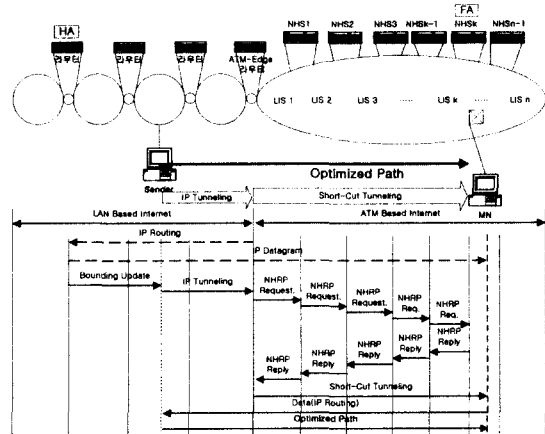 HA
FA
NHS1 NHS2 NHS3 NHSk-1 NHSk NHSn-1
라우터 라우터 라우터 ATM-Edge
라우터
LIS 1 LIS 2 LIS 3 ...... LIS k ...... LIS n
Optimized Path
Sender
MN
IP Tunneling Short-Cut Tunneling
LAN Based Internet ATM Based Internet
IP Routing
IP Datagram
Bounding Update IP Tunneling
NHRP
Request.
NHRP
Request.
NHRP
Request.
NHRP
Req.
NHRP
Req.
NHRP
Reply
NHRP
Reply
NHRP
Reply
NHRP
Reply
NHRP
Reply
Short-Cut Tunneling
Data(IP Routing)
Optimized Path